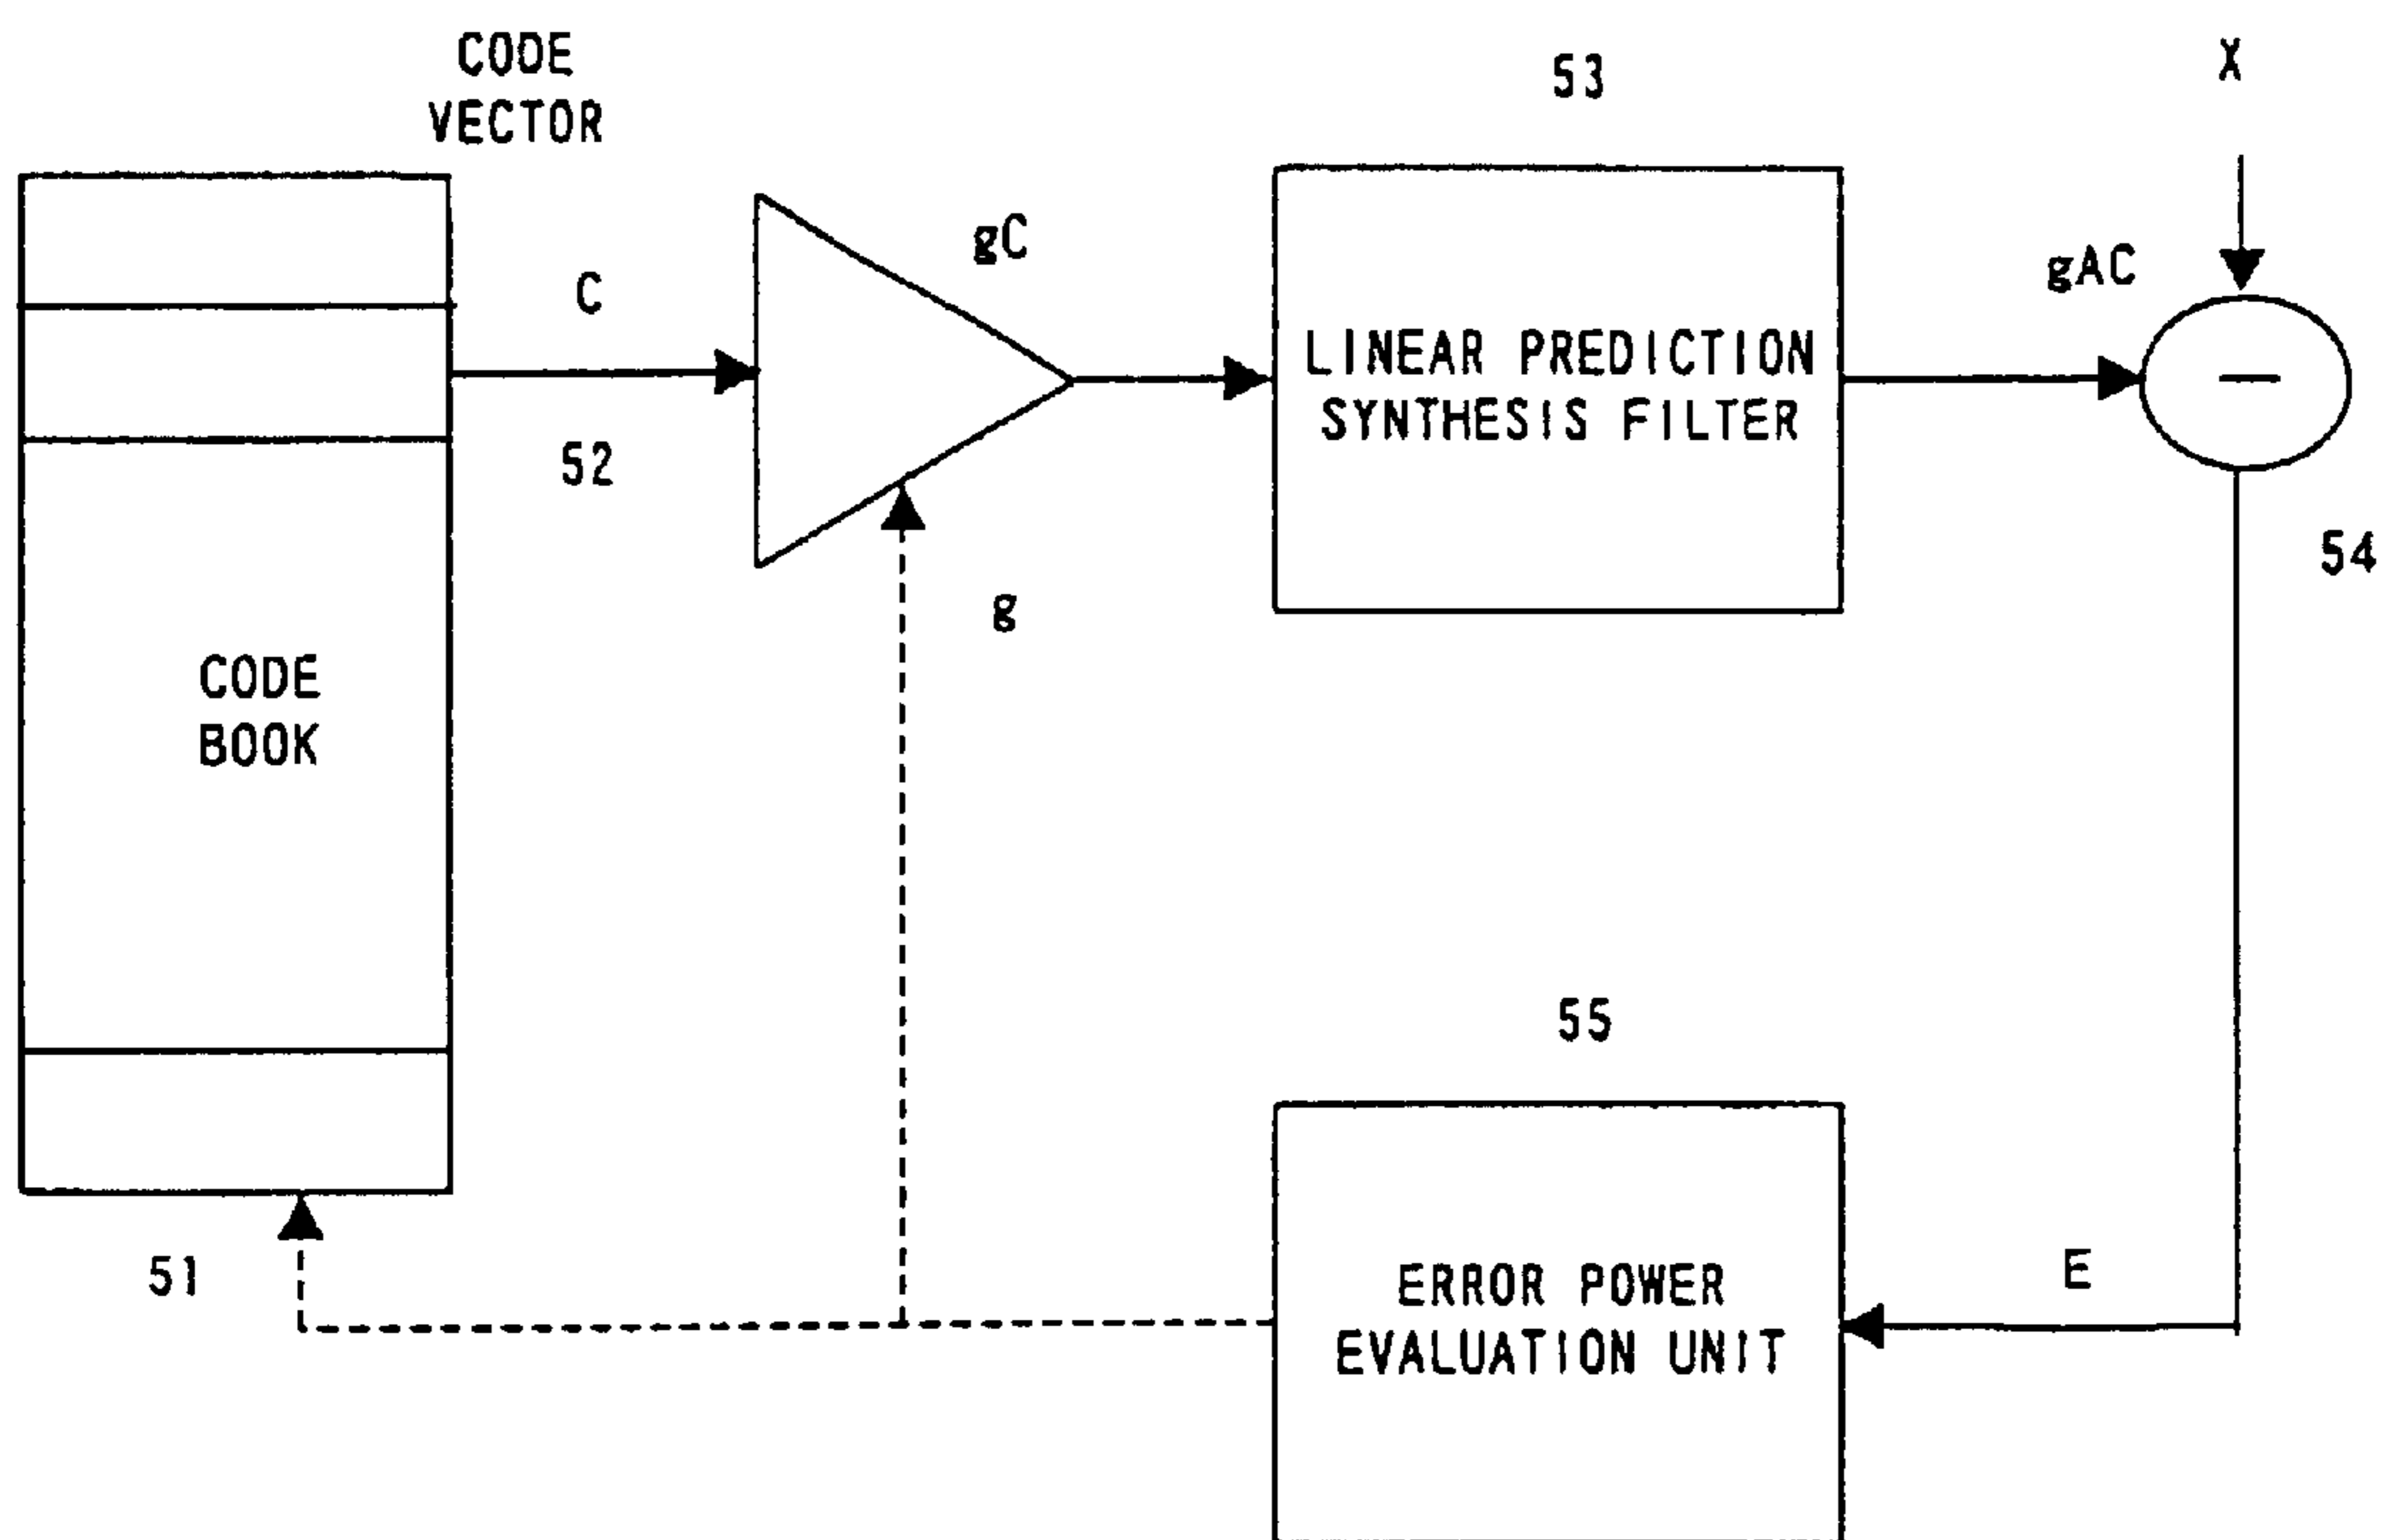 CODE
VECTOR
53
X
gC
gAC
C
LINEAR PREDICTION
SYNTHESIS FILTER
52
54
g
CODE
BOOK
55
51
E
ERROR POWER
EVALUATION UNIT